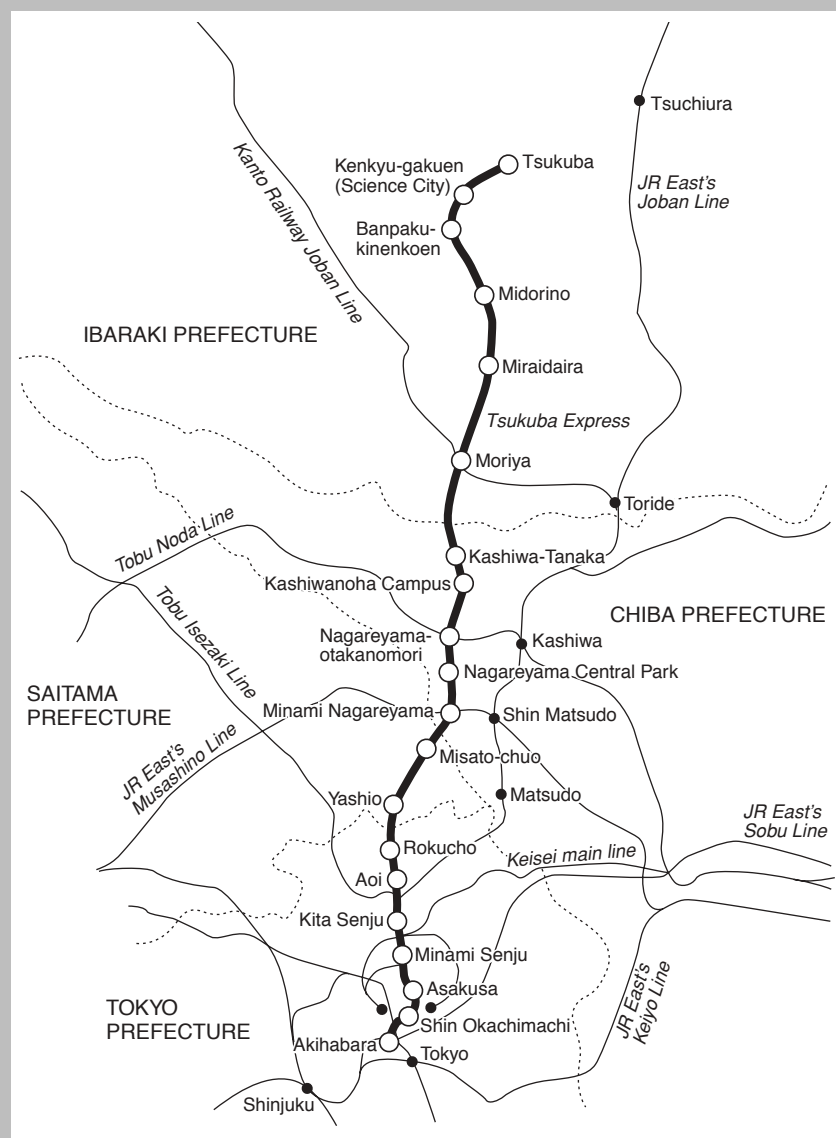 Tsuchiura
Tsukuba
Kenkyu-gakuen
(Science City)
Kanto Railway Joban Line
JR East's
Joban Line
Banpaku-
kinenkoen
Midorino
IBARAKI PREFECTURE
Miraidaira
Tsukuba Express
Moriya
Toride
Tobu Noda Line
Kashiwa-Tanaka
Kashiwanoha Campus
Tobu Isezaki Line
CHIBA PREFECTURE
Nagareyama-
otakanomori
Kashiwa
Nagareyama Central Park
SAITAMA
PREFECTURE
Minami Nagareyama
Shin Matsudo
JR East's
Musashino Line
Misato-chuo
Yashio
Matsudo
JR East's
Sobu Line
Rokucho
Keisei main line
Aoi
Kita Senju
Minami Senju
Asakusa
TOKYO
PREFECTURE
Shin Okachimachi
JR East's
Keiyo Line
Akihabara
Tokyo
Shinjuku